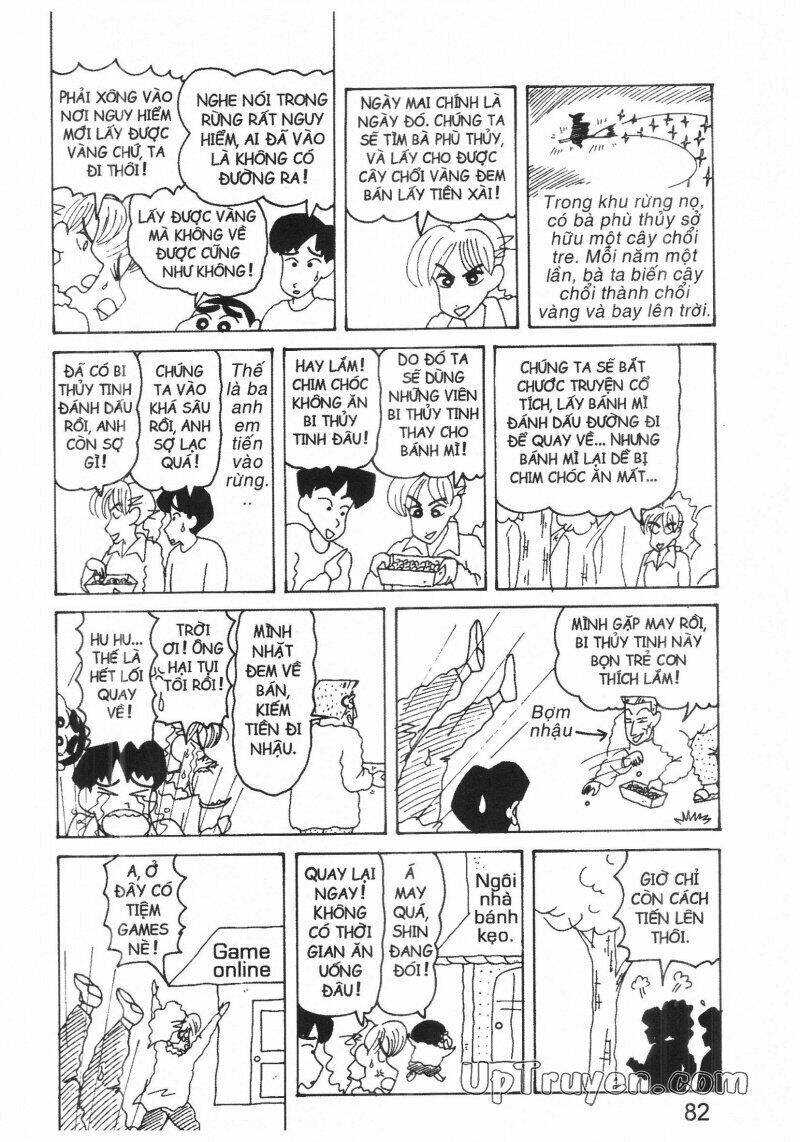 Trong khu rừng nọ,
có bà phù thủy sở
hữu một cây chổi
tre. Mỗi năm một
lần, bà ta biến cây
chổi thành chổi
vàng và bay lên trời.
NGÀY MAI CHÍNH LÀ
NGÀY ĐÓ. CHÚNG TA
SẼ TÌM BÀ PHÙ THỦY,
VÀ LẤY CHO ĐƯỢC
CÂY CHỔI VÀNG ĐEM
BÁN LẤY TIỀN XÀI!
NGHE NÓI TRONG
RỪNG RẤT NGUY
HIỂM, AI ĐÃ VÀO
LÀ KHÔNG CÓ
ĐƯỜNG RA!
LẤY ĐƯỢC VÀNG
MÀ KHÔNG VỀ
ĐƯỢC CŨNG
NHƯ KHÔNG!
PHẢI XÔNG VÀO
NƠI NGUY HIỂM
MỚI LẤY ĐƯỢC
VÀNG CHỨ, TA
ĐI THÔI!
CHÚNG TA SẼ BẮT
CHƯỚC TRUYỆN CỔ
TÍCH, LẤY BÁNH MÌ
ĐÁNH DẤU ĐƯỜNG ĐI
ĐỂ QUAY VỀ... NHƯNG
BÁNH MÌ LẠI DỄ BỊ
CHIM CHÓC ĂN MẤT...
DO ĐÓ TA
SẼ DÙNG
NHỮNG VIÊN
BI THỦY TINH
THAY CHO
BÁNH MÌ!
HAY LẮM!
CHIM CHÓC
KHÔNG ĂN
BI THỦY
TINH ĐÂU!
Thế
là ba
anh
em
tiến
vào
rừng.
. .
CHÚNG
TA VÀO
KHÁ SÂU
RỒI, ANH
SỢ LẠC
QUÁ!
ĐÃ CÓ BI
THỦY TINH
ĐÁNH DẤU
RỒI, ANH
CÒN SỢ
GÌ!
MÌNH GẶP MAY RỒI,
BI THỦY TINH NÀY
BỌN TRẺ CON
THÍCH LẮM!
Bợm
nhậu
MÌNH
NHẶT
ĐEM VỀ
BÁN,
KIẾM
TIỀN ĐI
NHẬU.
TRỜI
ƠI! ÔNG
HẠI TỤI
TÔI RỒI!
HU HU...
THẾ LÀ
HẾT LỐI
QUAY
VỀ!
GIỜ CHỈ
CÒN CÁCH
TIẾN LÊN
THÔI.
Ngôi
nhà
bánh
kẹo.
Á
MAY
QUÁ,
SHIN
ĐANG
ĐÓI!
QUAY LẠI
NGAY!
KHÔNG
CÓ THỜI
GIAN ĂN
UỐNG
ĐÂU!
A, Ở
ĐÂY CÓ
TIỆM
GAMES
NÈ!
Game
online
UpTruyen.com
82